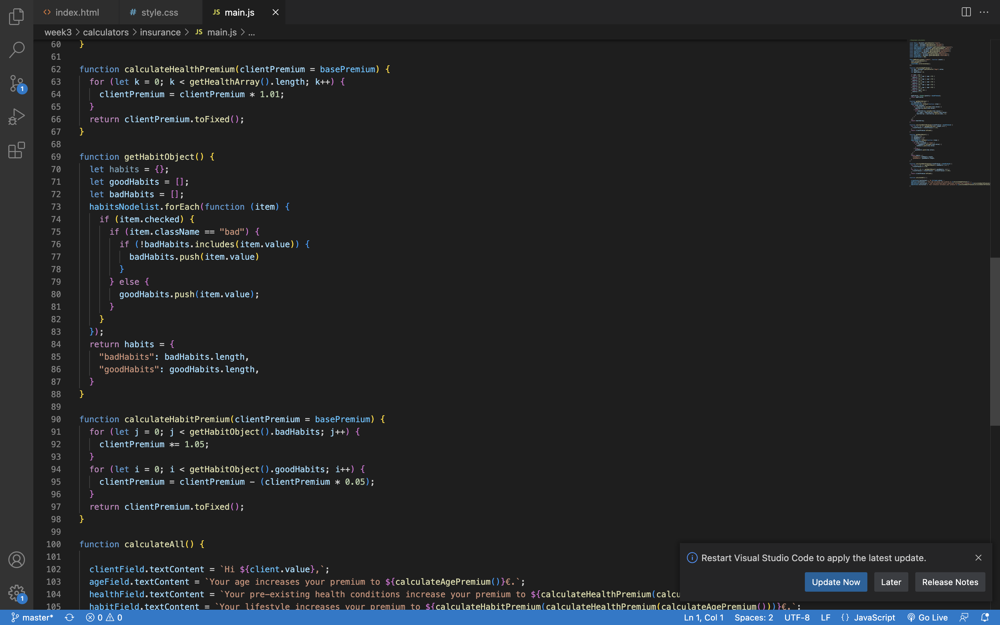 index.html
# style.css
JS main.js
week3 > calculators > insurance > JS main.js > ...
60 }
61
62 function calculateHealthPremium(clientPremium = basePremium) {
63 for (let k = 0; k < getHealthArray().length; k++) {
64 clientPremium = clientPremium * 1.01;
65 }
66 return clientPremium.toFixed();
67 }
68
69 function getHabitObject() {
70 let habits = {};
71 let goodHabits = [];
72 let badHabits = [];
73 habitsNodelist.forEach(function (item) {
74 if (item.checked) {
75 if (item.className == "bad") {
76 if (!badHabits.includes(item.value)) {
77 badHabits.push(item.value)
78 }
79 } else {
80 goodHabits.push(item.value);
81 }
82 }
83 });
84 return habits = {
85 "badHabits": badHabits.length,
86 "goodHabits": goodHabits.length,
87 }
88 }
89
90 function calculateHabitPremium(clientPremium = basePremium) {
91 for (let j = 0; j < getHabitObject().badHabits; j++) {
92 clientPremium *= 1.05;
93 }
94 for (let i = 0; i < getHabitObject().goodHabits; i++) {
95 clientPremium = clientPremium - (clientPremium * 0.05);
96 }
97 return clientPremium.toFixed();
98 }
99
100 function calculateAll() {
101
102 clientField.textContent = `Hi ${client.value},`;
103 ageField.textContent = `Your age increases your premium to ${calculateAgePremium()}€.`;
104 healthField.textContent = `Your pre-existing health conditions increase your premium to ${calculateHealthPremium(calcu
105 habitField.textContent = `Your lifestyle increases your premium to ${calculateHabitPremium(calculateHealthPremium(calculateAgePremium()))}€.`;
1
1
Restart Visual Studio Code to apply the latest update.
Update Now Later Release Notes
master* 0 0 Ln 1, Col 1 Spaces: 2 UTF-8 LF {} JavaScript Go Live